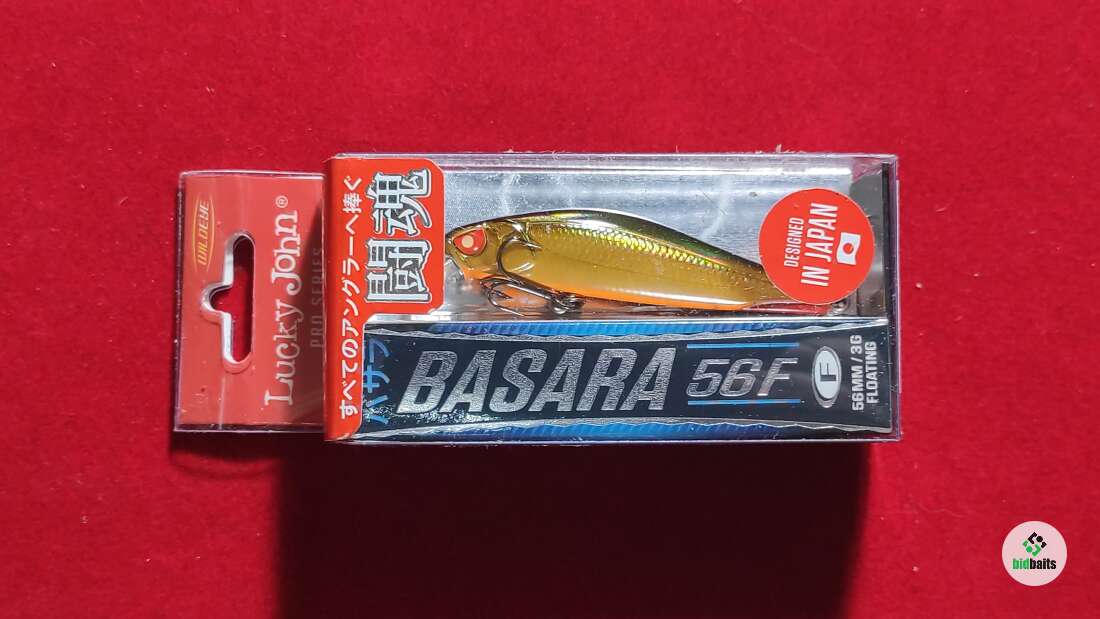 WILDEYE
Lucky John®
PRO SERIES
すべてのアングラーへ捧ぐ
闘魂
DESIGNED
IN JAPAN
バサラ
BASARA 56F
F
56MM/3G
FLOATING
bidbaits